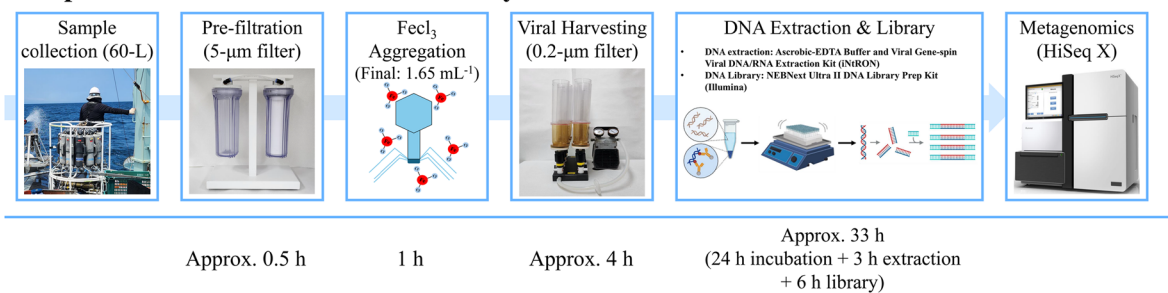 Sample
collection (60-L)
Pre-filtration
(5-μm filter)
Fecl₃
Aggregation
(Final: 1.65 mL⁻¹)
Viral Harvesting
(0.2-μm filter)
DNA Extraction & Library
• DNA extraction: Ascrobic-EDTA Buffer and Viral Gene-spin
Viral DNA/RNA Extraction Kit (iNtRON)
• DNA Library: NEBNext Ultra II DNA Library Prep Kit
(Illumina)
Metagenomics
(HiSeq X)
Approx. 0.5 h
1 h
Approx. 4 h
Approx. 33 h
(24 h incubation + 3 h extraction
+ 6 h library)